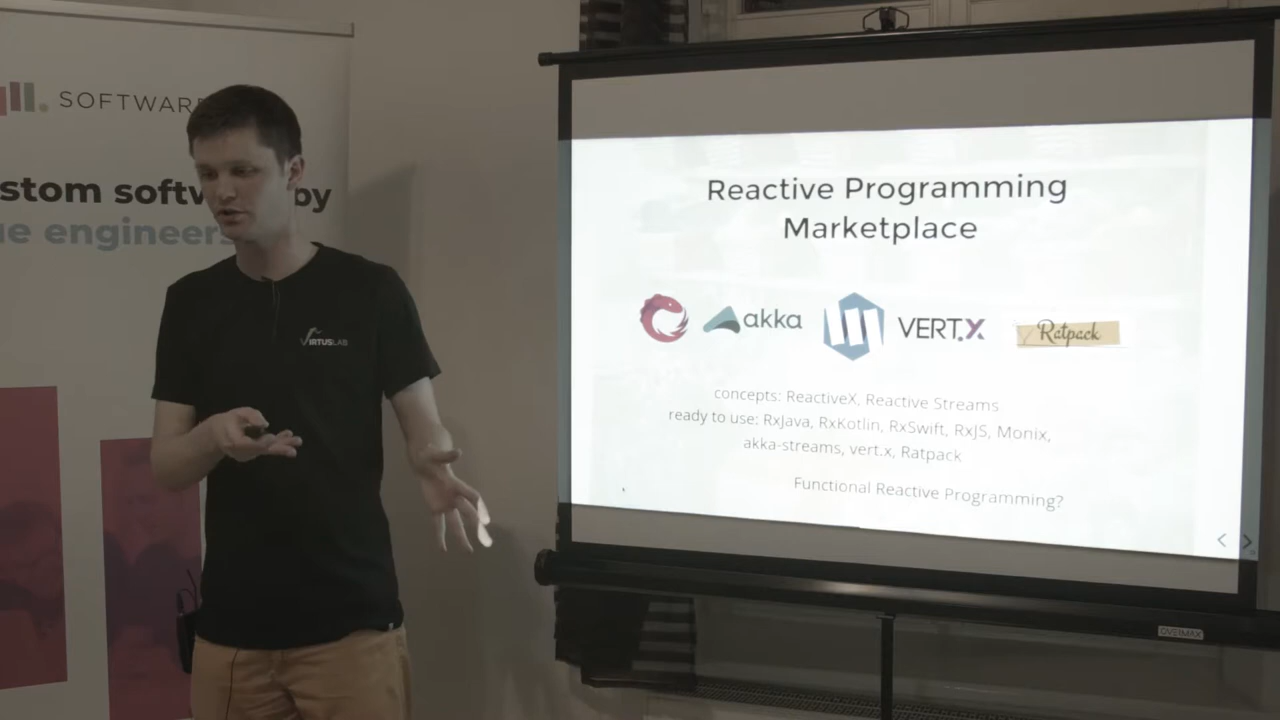 SOFTWAR
stom softw by
ue engineers
VIRTUSLAB
Reactive Programming
Marketplace
akka
VERT.X
Ratpack
concepts: ReactiveX, Reactive Streams
ready to use: RxJava, RxKotlin, RxSwift, RxJS, Monix,
akka-streams, vert.x, Ratpack
Functional Reactive Programming?
OVERMAX